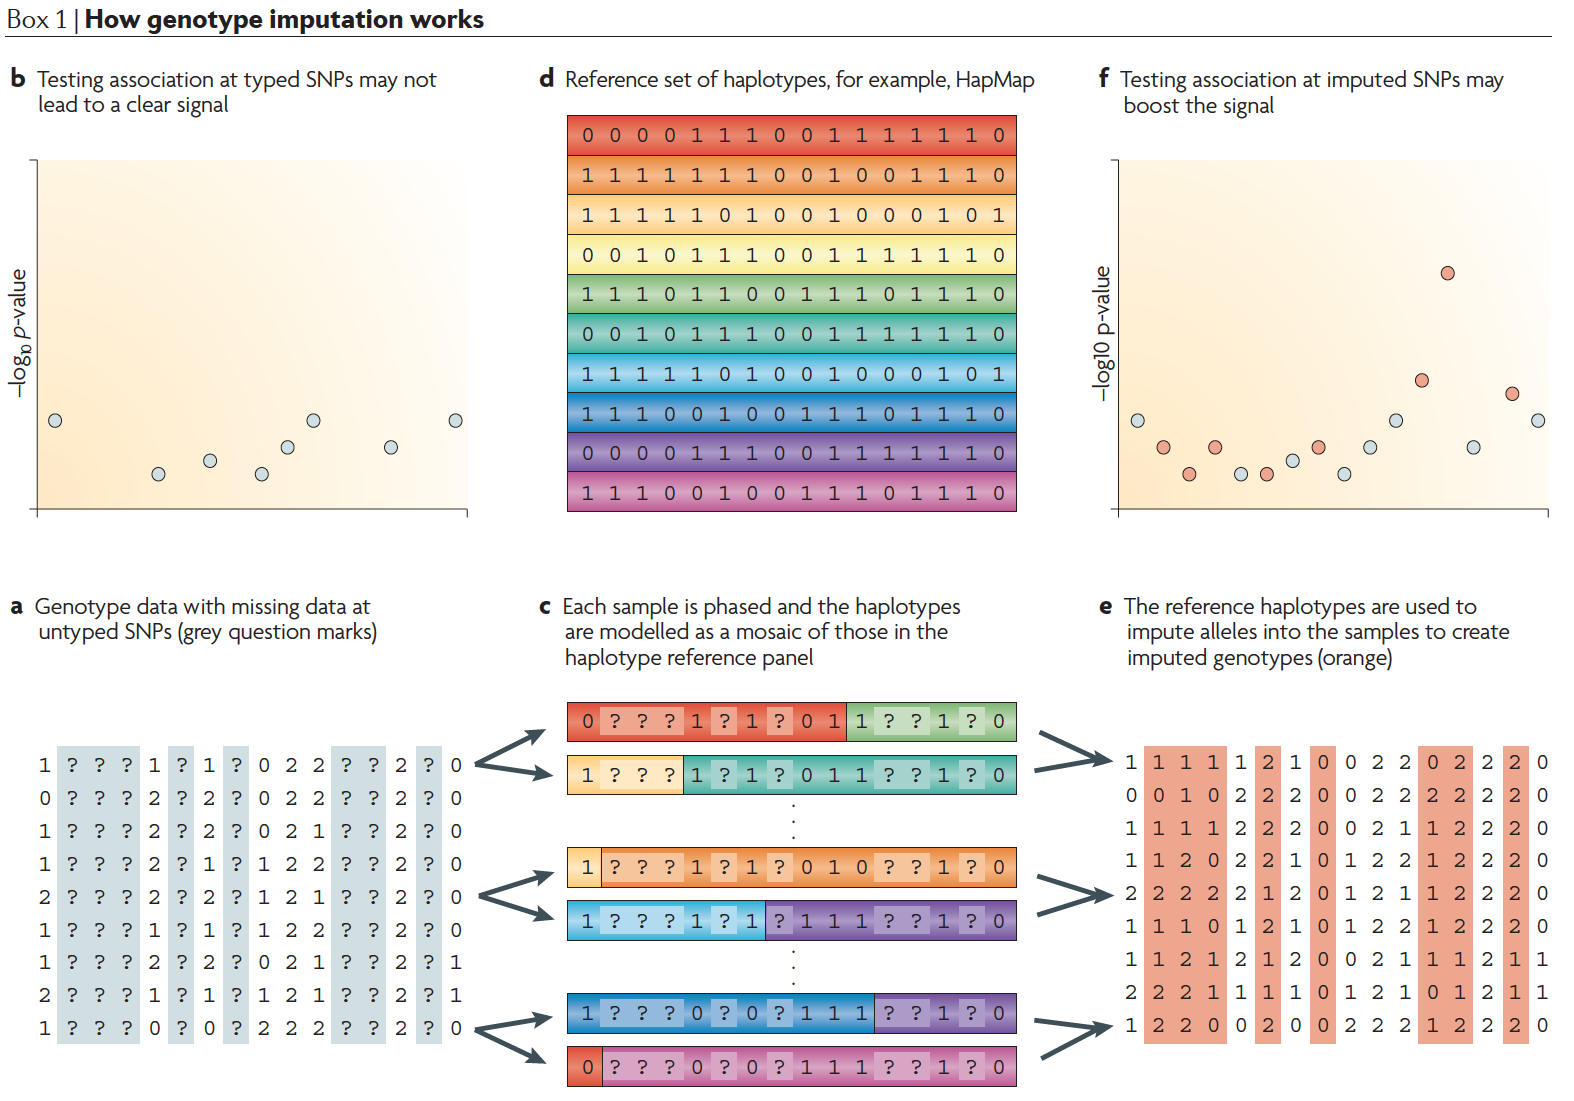 Box 1 | How genotype imputation works
b Testing association at typed SNPs may not
lead to a clear signal
–log10 p-value
d Reference set of haplotypes, for example, HapMap
0 0 0 0 1 1 1 0 0 1 1 1 1 1 1 0
1 1 1 1 1 1 1 0 0 1 0 0 1 1 1 0
1 1 1 1 1 0 1 0 0 1 0 0 0 1 0 1
0 0 1 0 1 1 1 0 0 1 1 1 1 1 1 0
1 1 1 0 1 1 0 0 1 1 1 0 1 1 1 0
0 0 1 0 1 1 1 0 0 1 1 1 1 1 1 0
1 1 1 1 1 0 1 0 0 1 0 0 0 1 0 1
1 1 1 0 0 1 0 0 1 1 1 0 1 1 1 0
0 0 0 0 1 1 1 0 0 1 1 1 1 1 1 0
1 1 1 0 0 1 0 0 1 1 1 0 1 1 1 0
f Testing association at imputed SNPs may
boost the signal
–log10 p-value
a Genotype data with missing data at
untyped SNPs (grey question marks)
1 ? ? ? 1 ? 1 ? 0 2 2 ? ? 2 ? 0
0 ? ? ? 2 ? 2 ? 0 2 2 ? ? 2 ? 0
1 ? ? ? 2 ? 2 ? 0 2 1 ? ? 2 ? 0
1 ? ? ? 2 ? 1 ? 1 2 2 ? ? 2 ? 0
2 ? ? ? 2 ? 2 ? 1 2 1 ? ? 2 ? 0
1 ? ? ? 1 ? 1 ? 1 2 2 ? ? 2 ? 0
1 ? ? ? 2 ? 2 ? 0 2 1 ? ? 2 ? 1
2 ? ? ? 1 ? 1 ? 1 2 1 ? ? 2 ? 1
1 ? ? ? 0 ? 0 ? 2 2 2 ? ? 2 ? 0
c Each sample is phased and the haplotypes
are modelled as a mosaic of those in the
haplotype reference panel
0 ? ? ? 1 ? 1 ? 0 1 1 ? ? 1 ? 0
1 ? ? ? 1 ? 1 ? 0 1 1 ? ? 1 ? 0
1 ? ? ? 1 ? 1 ? 0 1 0 ? ? 1 ? 0
1 ? ? ? 1 ? 1 ? 1 1 1 ? ? 1 ? 0
1 ? ? ? 0 ? 0 ? 1 1 1 ? ? 1 ? 0
0 ? ? ? 0 ? 0 ? 1 1 1 ? ? 1 ? 0
e The reference haplotypes are used to
impute alleles into the samples to create
imputed genotypes (orange)
1 1 1 1 1 2 1 0 0 2 2 0 2 2 2 0
0 0 1 0 2 2 2 0 0 2 2 2 2 2 2 0
1 1 1 1 2 2 2 0 0 2 1 1 2 2 2 0
1 1 2 0 2 2 1 0 1 2 2 1 2 2 2 0
2 2 2 2 2 1 2 0 1 2 1 1 2 2 2 0
1 1 1 0 1 2 1 0 1 2 2 1 2 2 2 0
1 1 2 1 2 1 2 0 0 2 1 1 1 2 1 1
2 2 2 1 1 1 1 0 1 2 1 0 1 2 1 1
1 2 2 0 0 2 0 0 2 2 2 1 2 2 2 0